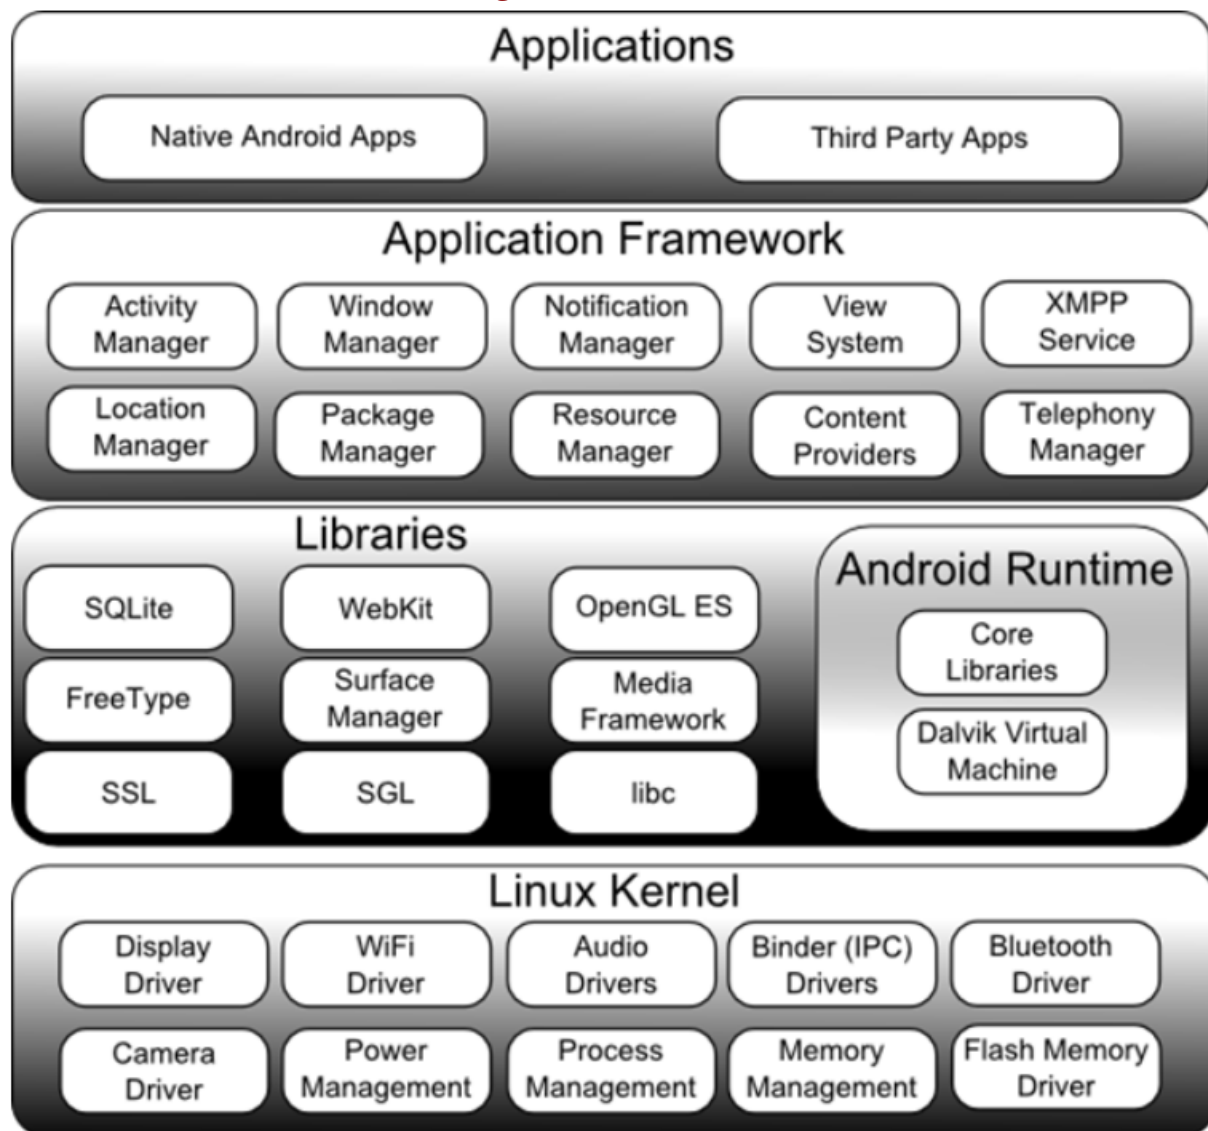 Applications
Native Android Apps
Third Party Apps
Application Framework
Activity
Manager
Window
Manager
Notification
Manager
View
System
XMPP
Service
Location
Manager
Package
Manager
Resource
Manager
Content
Providers
Telephony
Manager
Libraries
SQLite
WebKit
OpenGL ES
FreeType
Surface
Manager
Media
Framework
SSL
SGL
libc
Android Runtime
Core
Libraries
Dalvik Virtual
Machine
Linux Kernel
Display
Driver
WiFi
Driver
Audio
Drivers
Binder (IPC)
Drivers
Bluetooth
Driver
Camera
Driver
Power
Management
Process
Management
Memory
Management
Flash Memory
Driver